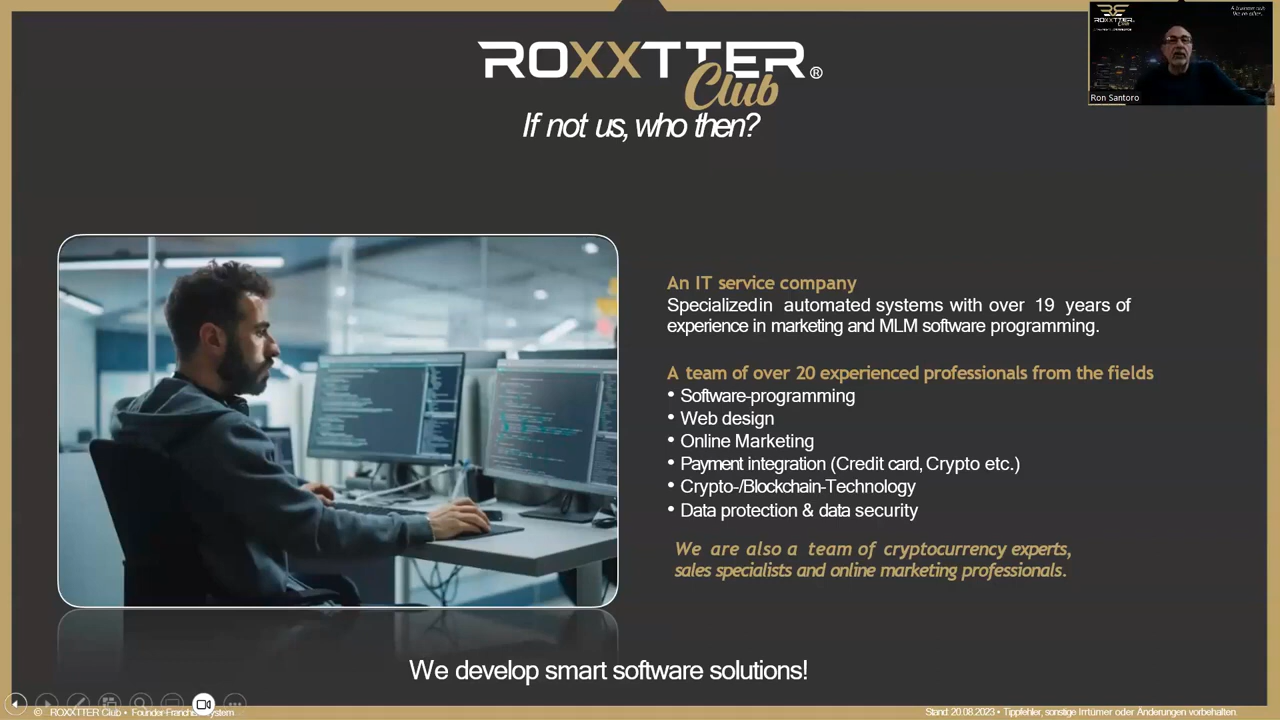 ROXXTTER®
Club
If not us, who then?
ROXXTTER
Club
Ron Santoro
An IT service company
Specialized in automated systems with over 19 years of
experience in marketing and MLM software programming.
A team of over 20 experienced professionals from the fields
• Software-programming
• Web design
• Online Marketing
• Payment integration (Credit card, Crypto etc.)
• Crypto-/Blockchain-Technology
• Data protection & data security
We are also a team of cryptocurrency experts,
sales specialists and online marketing professionals.
We develop smart software solutions!
© ROXXTTER Club • Founder-Franchise System
Stand: 20.08.2023 • Tippfehler, sonstige Irrtümer oder Änderungen vorbehalten